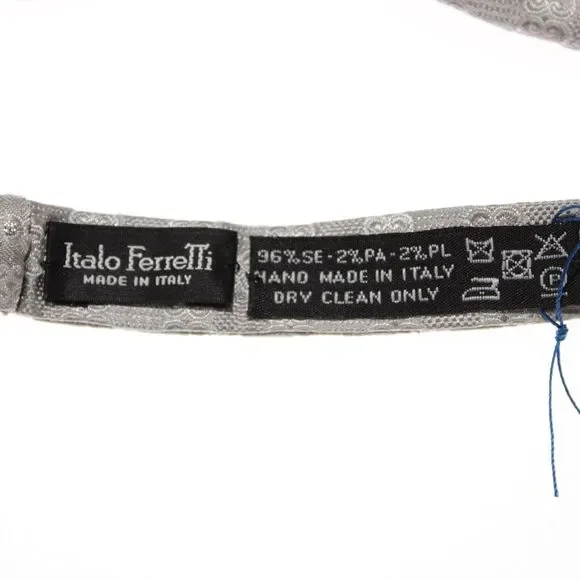 Italo Ferretti
MADE IN ITALY
96%SE-2%PA-2%PL
HAND MADE IN ITALY
DRY CLEAN ONLY
P